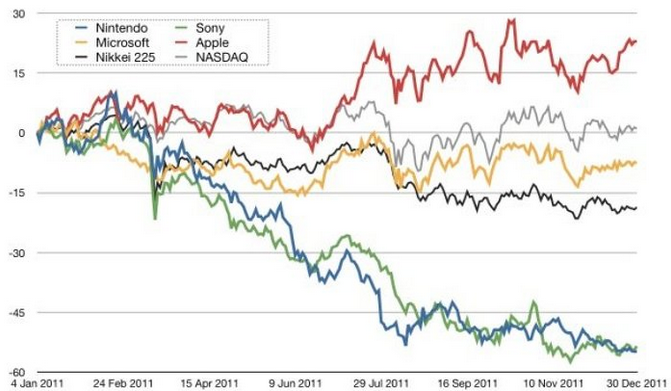 30
Nintendo Sony
Microsoft Apple
Nikkei 225 NASDAQ
15
0
-15
-30
-45
-60
4 Jan 2011 24 Feb 2011 15 Apr 2011 9 Jun 2011 29 Jul 2011 16 Sep 2011 10 Nov 2011 30 Dec 2011